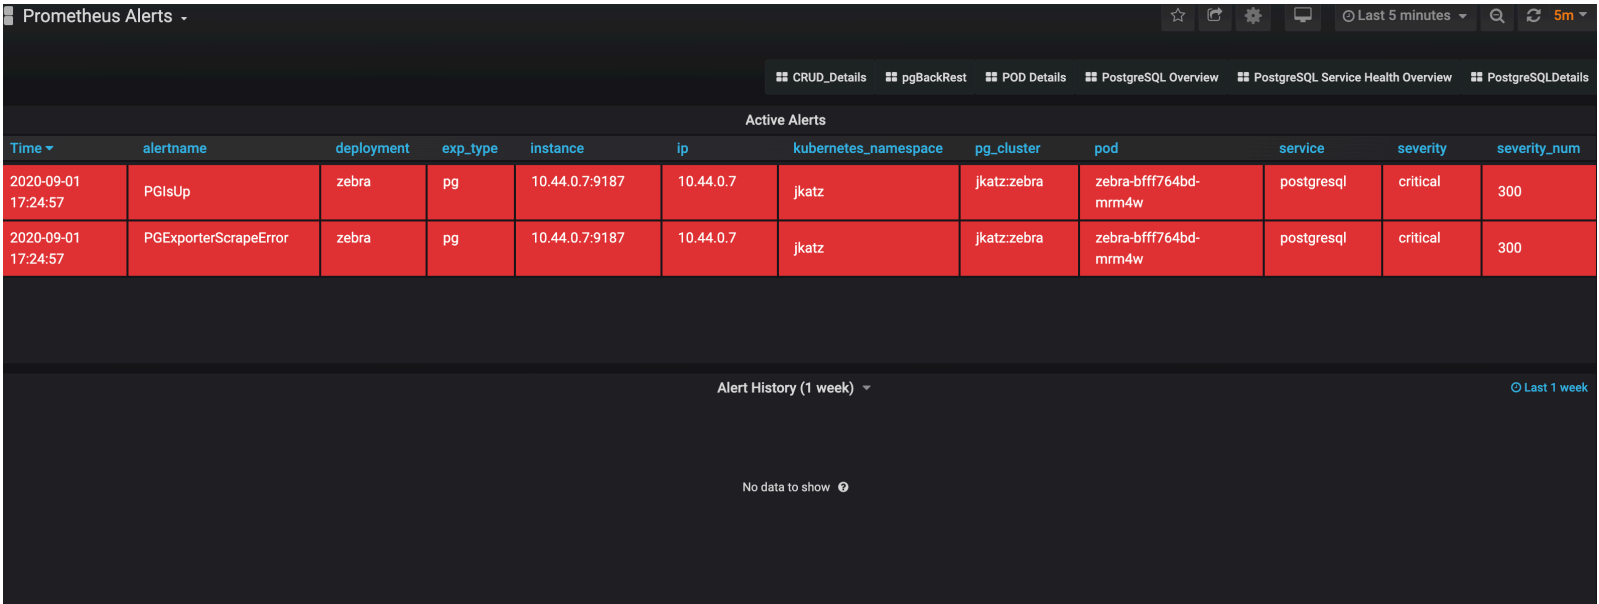 Prometheus Alerts
Last 5 minutes
5m
CRUD_Details pgBackRest POD Details PostgreSQL Overview PostgreSQL Service Health Overview PostgreSQLDetails
Active Alerts
Time alertname deployment exp_type instance ip kubernetes_namespace pg_cluster pod service severity severity_num
2020-09-01 17:24:57 PGIsUp zebra pg 10.44.0.7:9187 10.44.0.7 jkatz jkatz:zebra zebra-bfff764bd-mrm4w postgresql critical 300
2020-09-01 17:24:57 PGExporterScrapeError zebra pg 10.44.0.7:9187 10.44.0.7 jkatz jkatz:zebra zebra-bfff764bd-mrm4w postgresql critical 300
Alert History (1 week)
Last 1 week
No data to show